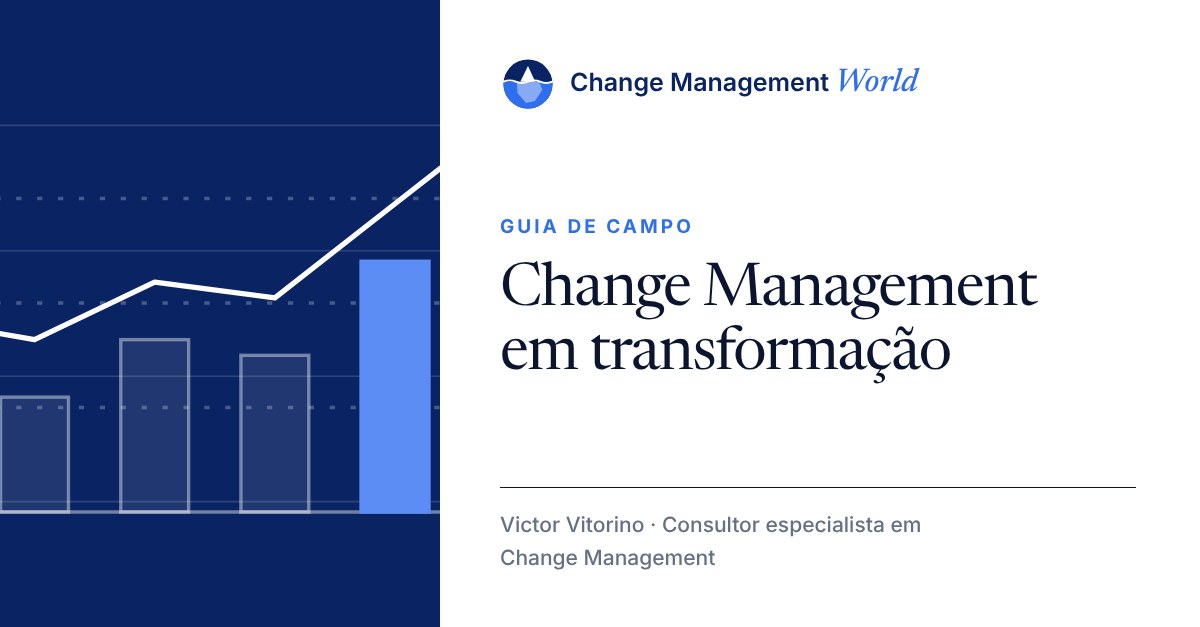 Change Management World
GUIA DE CAMPO
Change Management
em transformação
Victor Vitorino · Consultor especialista em
Change Management